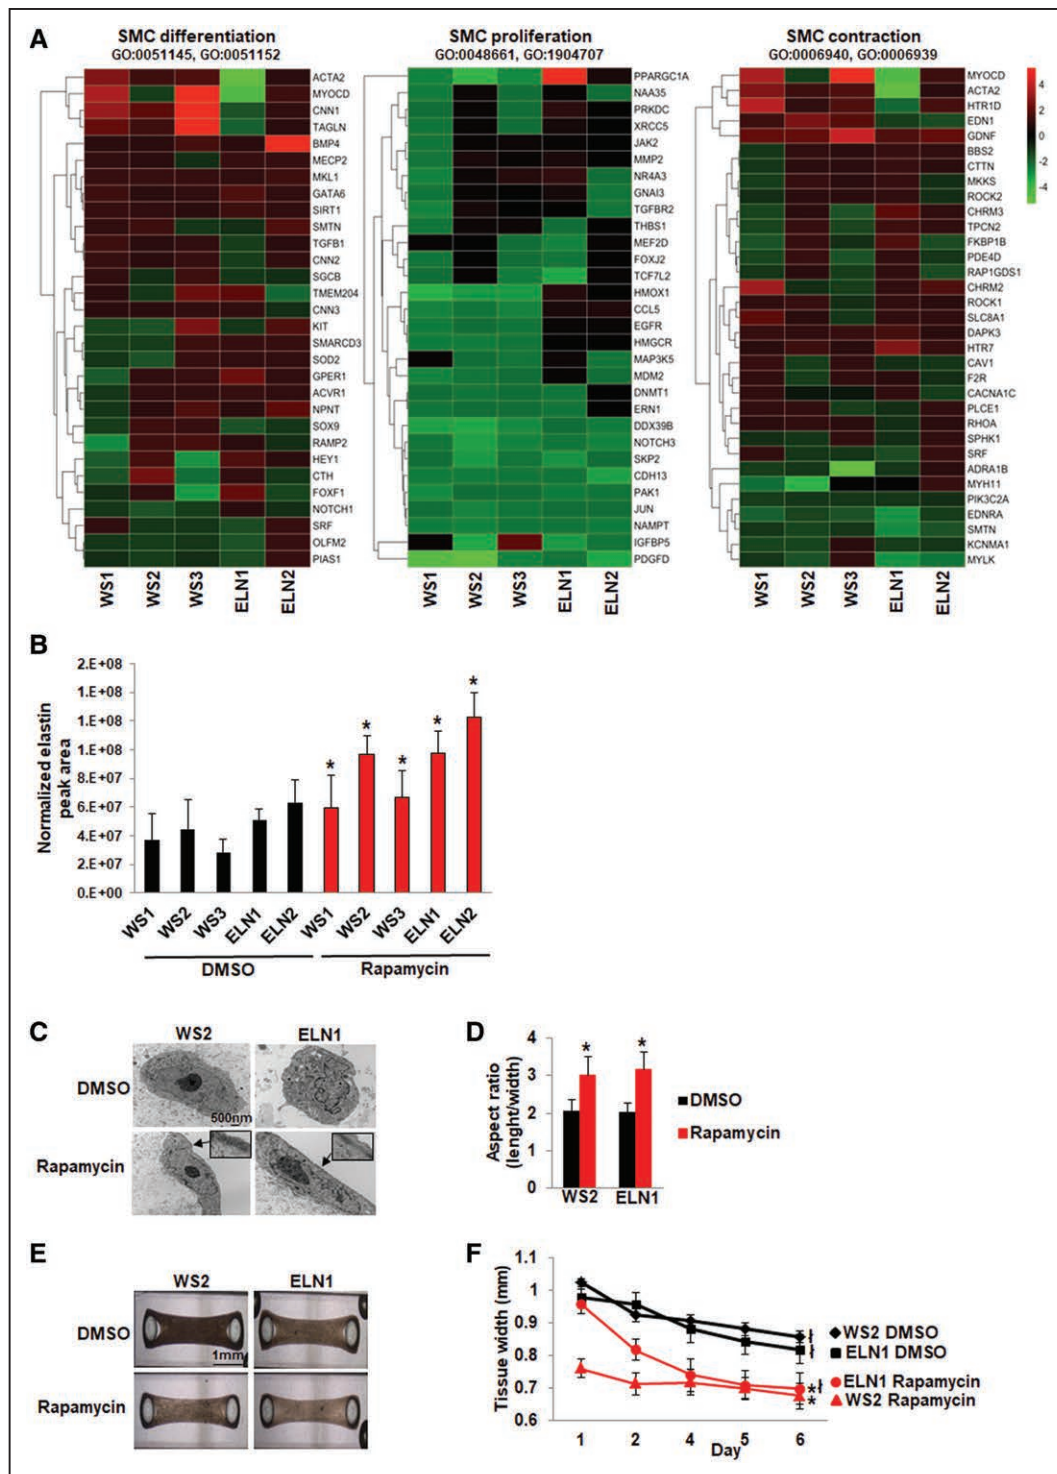 A
SMC differentiation
GO:0051145, GO:0051152
ACTA2
MYOCD
CNN1
TAGLN
BMP4
MECP2
MKL1
GATA6
SIRT1
SMTN
TGFB1
CNN2
SGCB
TMEM204
CNN3
KIT
SMARCD3
SOD2
GPER1
ACVR1
NPNT
SOX9
RAMP2
HEY1
CTH
FOXF1
NOTCH1
SRF
OLFM2
PIAS1
WS1
WS2
WS3
ELN1
ELN2
SMC proliferation
GO:0048661, GO:1904707
PPARGC1A
NAA35
PRKDC
XRCC5
JAK2
MMP2
NR4A3
GNAI3
TGFBR2
THBS1
MEF2D
FOXJ2
TCF7L2
HMOX1
CCL5
EGFR
HMGCR
MAP3K5
MDM2
DNMT1
ERN1
DDX39B
NOTCH3
SKP2
CDH13
PAK1
JUN
NAMPT
IGFBP5
PDGFD
WS1
WS2
WS3
ELN1
ELN2
SMC contraction
GO:0006940, GO:0006939
MYOCD
ACTA2
HTR1D
EDN1
GDNF
BBS2
CTTN
MKKS
ROCK2
CHRM3
TPCN2
FKBP1B
PDE4D
RAP1GDS1
CHRM2
ROCK1
SLC8A1
DAPK3
HTR7
CAV1
F2R
CACNA1C
PLCE1
RHOA
SPHK1
SRF
ADRA1B
MYH11
PIK3C2A
EDNRA
SMTN
KCNMA1
MYLK
WS1
WS2
WS3
ELN1
ELN2
4
2
0
-2
-4
B
Normalized elastin
peak area
2.E+08
1.E+08
1.E+08
1.E+08
8.E+07
6.E+07
4.E+07
2.E+07
0.E+00
* * * * *
WS1
WS2
WS3
ELN1
ELN2
WS1
WS2
WS3
ELN1
ELN2
DMSO
Rapamycin
C
WS2 ELN1
DMSO
500nm
Rapamycin
D
Aspect ratio
(lenght/width)
4
3
2
1
0
* *
WS2 ELN1
DMSO
Rapamycin
E
WS2 ELN1
DMSO
1mm
Rapamycin
F
Tissue width (mm)
1.1
1
0.9
0.8
0.7
0.6
1 2 4 5 6
Day
ƚ WS2 DMSO
ƚ ELN1 DMSO
*ƚ ELN1 Rapamycin
* WS2 Rapamycin